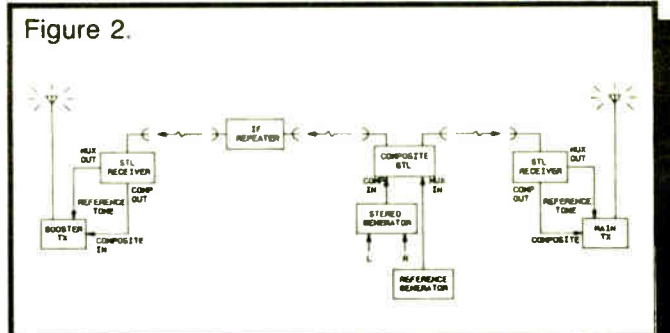 Figure 2.
IF
REPEATER
MUX
OUT
STL
RECEIVER
COMP
OUT
REFERENCE
TONE
BOOSTER
TX
COMPOSITE
IN
COMPOSITE
STL
COMP
IN
MUX
IN
STEREO
GENERATOR
L
R
REFERENCE
GENERATOR
STL
RECEIVER
MUX
OUT
COMP
OUT
REFERENCE
TONE
COMPOSITE
MAIN
TX